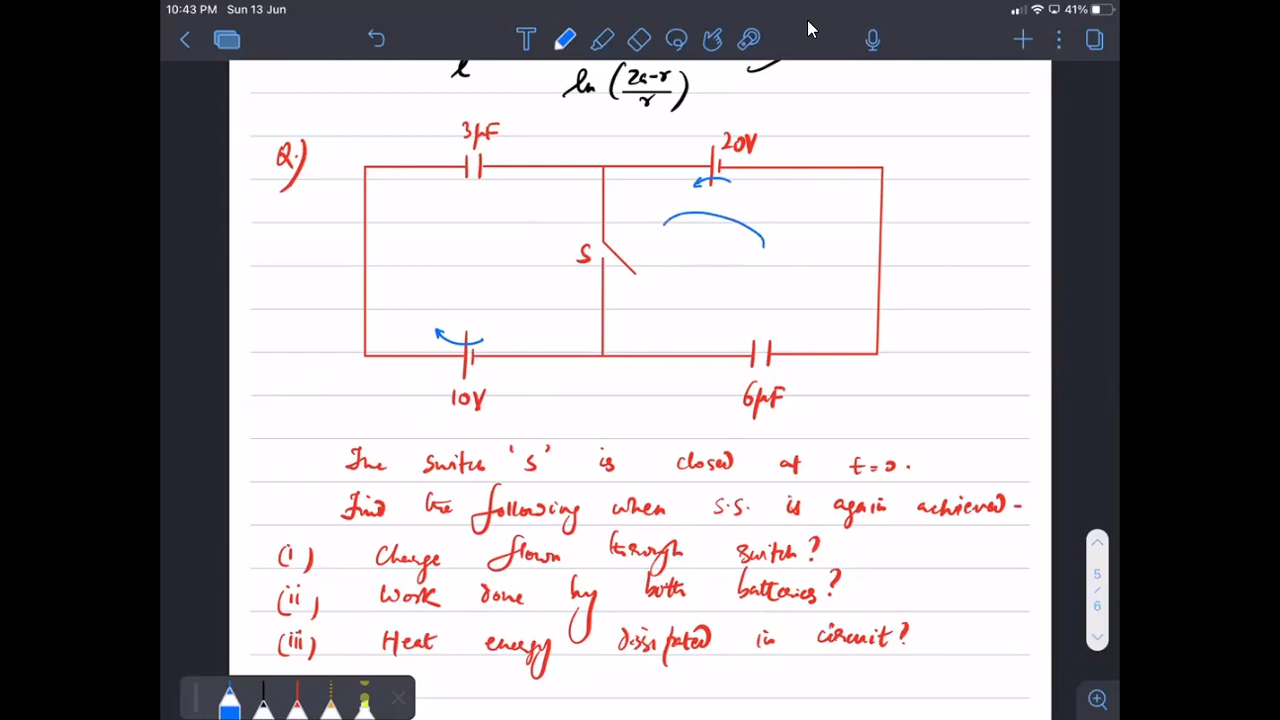 10:43 PM Sun 13 Jun 41%
l ln (2a-r/r)
Q.) 3µF 20V
S
10V 6µF
The switch 'S' is closed at t=0.
Find the following when S.S. is again achieved-
(i) Charge flown through switch?
(ii) Work done by both batteries?
(iii) Heat energy dissipated in circuit?
5
/
6